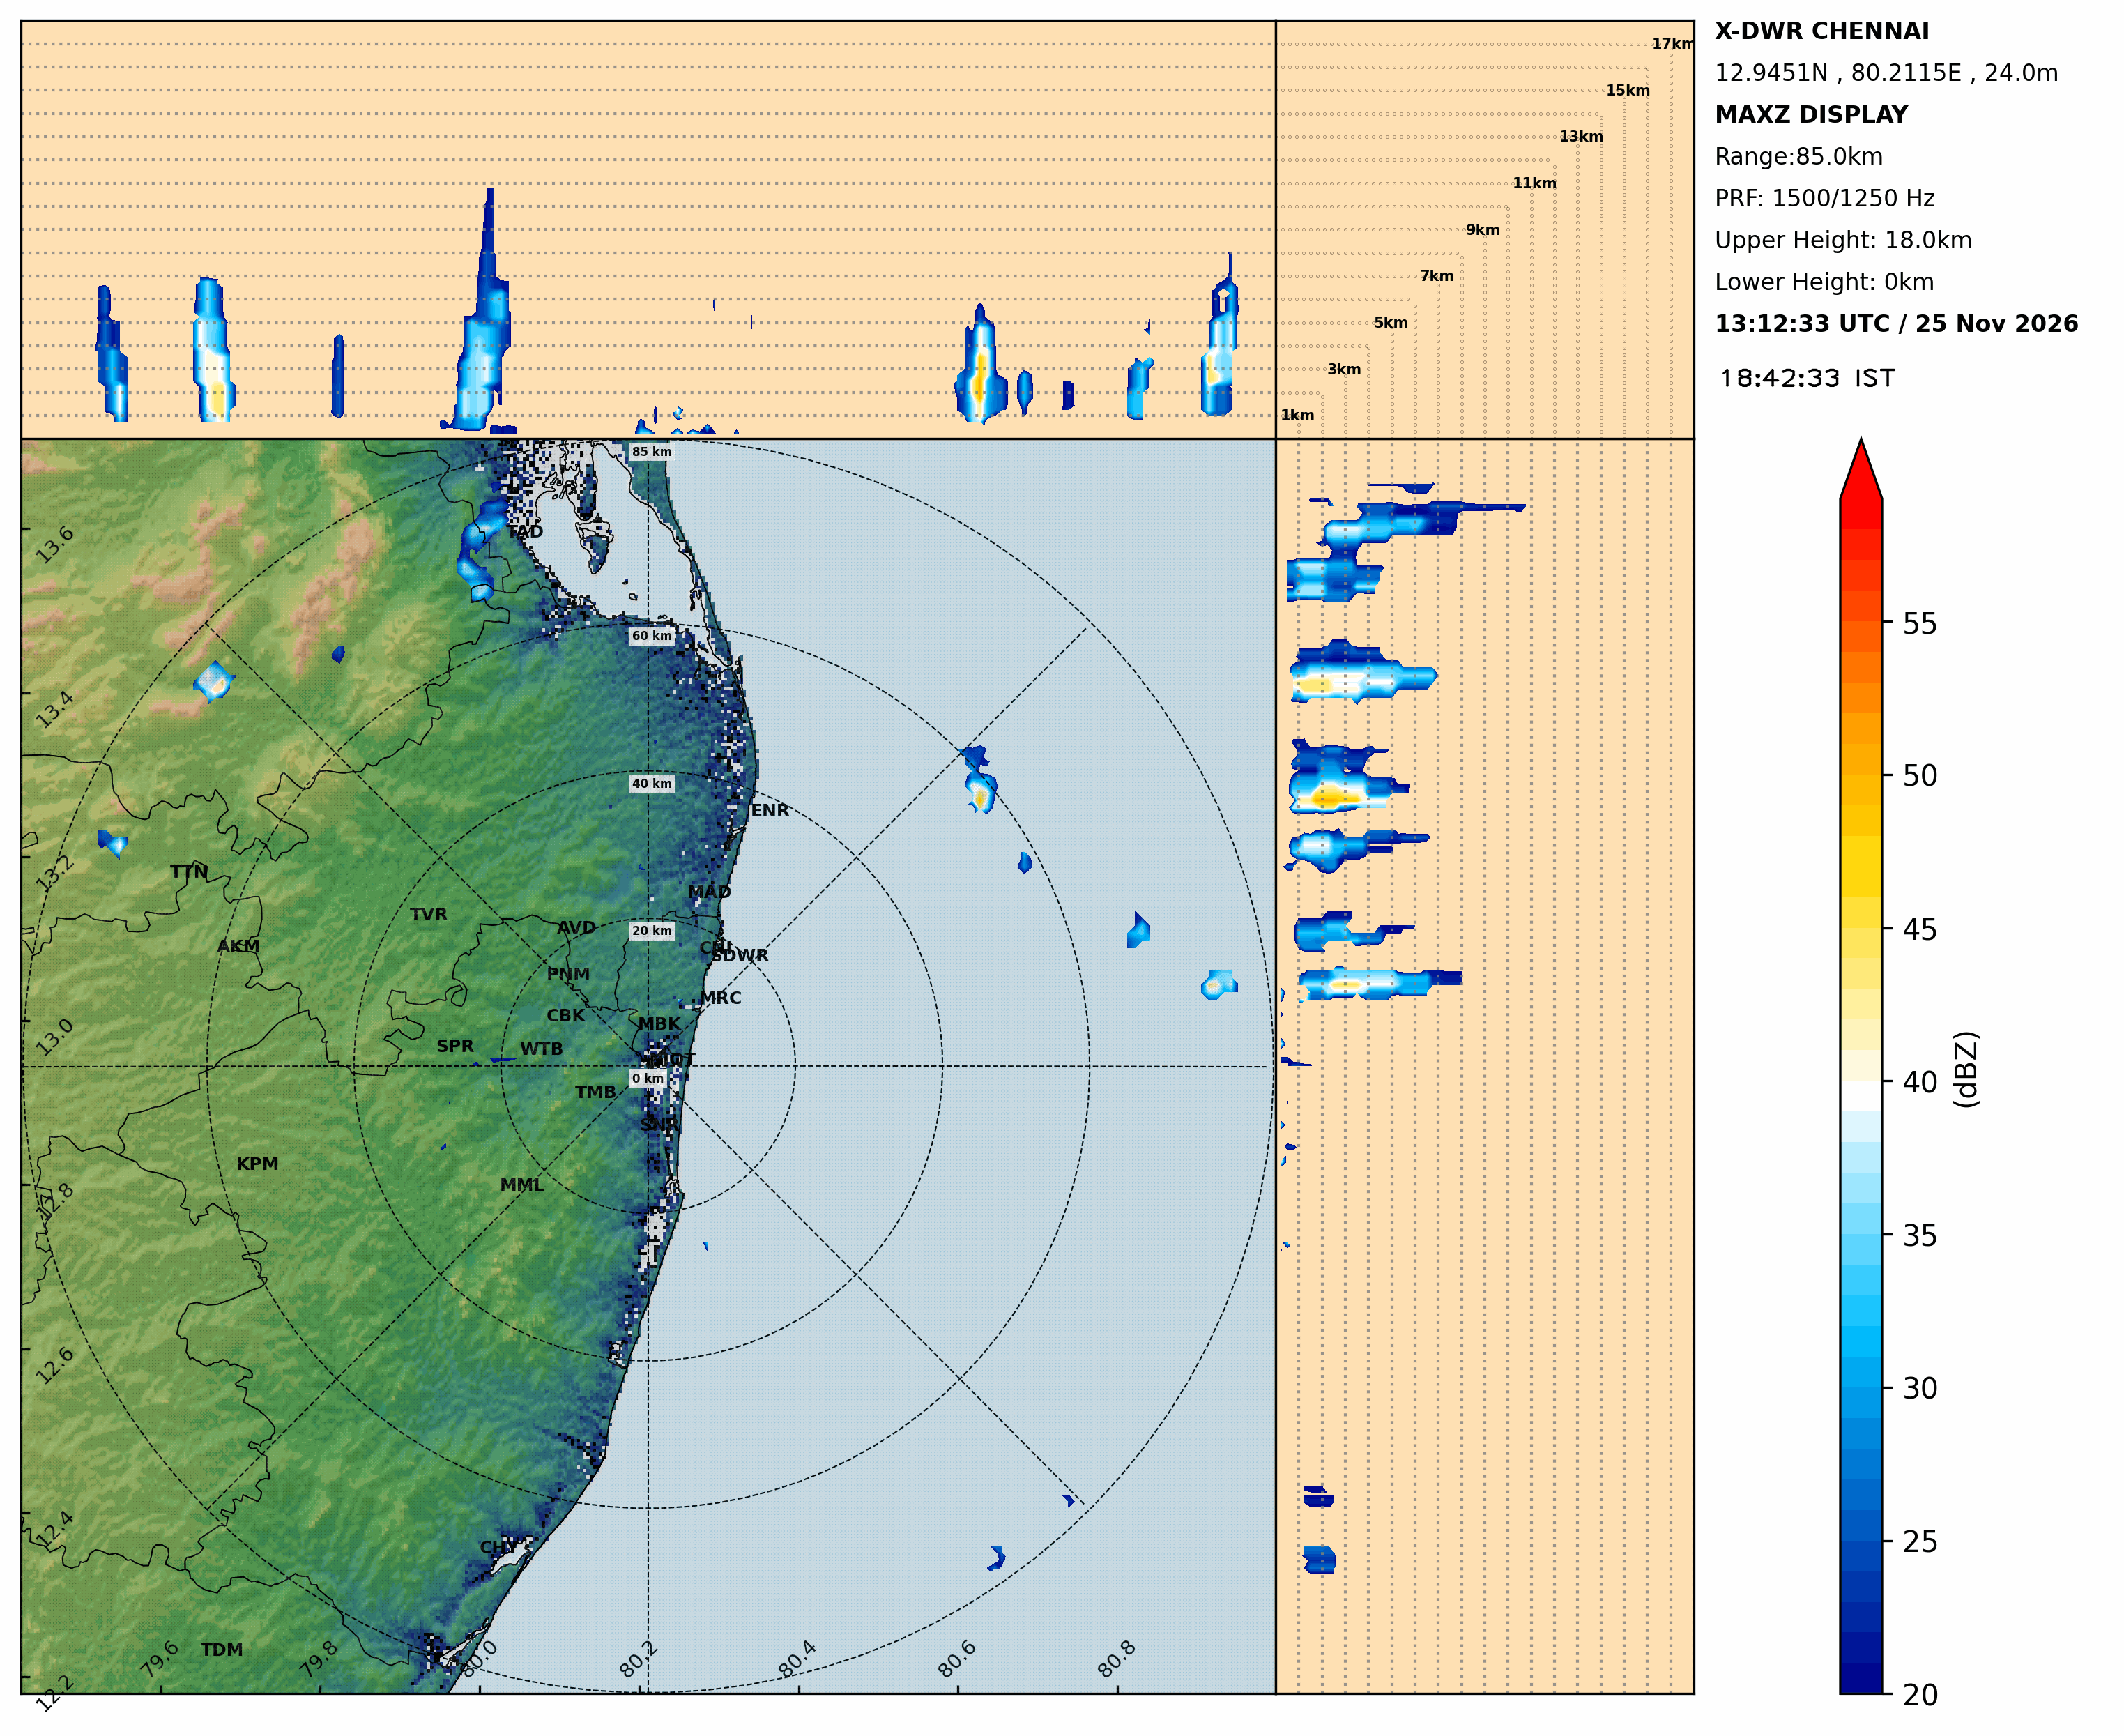 X-DWR CHENNAI
12.9451N , 80.2115E , 24.0m
MAXZ DISPLAY
Range:85.0km
PRF: 1500/1250 Hz
Upper Height: 18.0km
Lower Height: 0km
13:12:33 UTC / 25 Nov 2026
18:42:33 IST
17km
15km
13km
11km
9km
7km
5km
3km
1km
85 km
60 km
40 km
20 km
0 km
TAD
ENR
MAD
TTN
TVR
AVD
AKM
SDWR
PNM
MRC
CBK
MBK
SPR
WTB
TMB
SNR
KPM
MML
CHY
TDM
13.6
13.4
13.2
13.0
12.8
12.6
12.4
12.2
79.6
79.8
80.0
80.2
80.4
80.6
80.8
55
50
45
40
35
30
25
20
(dBZ)